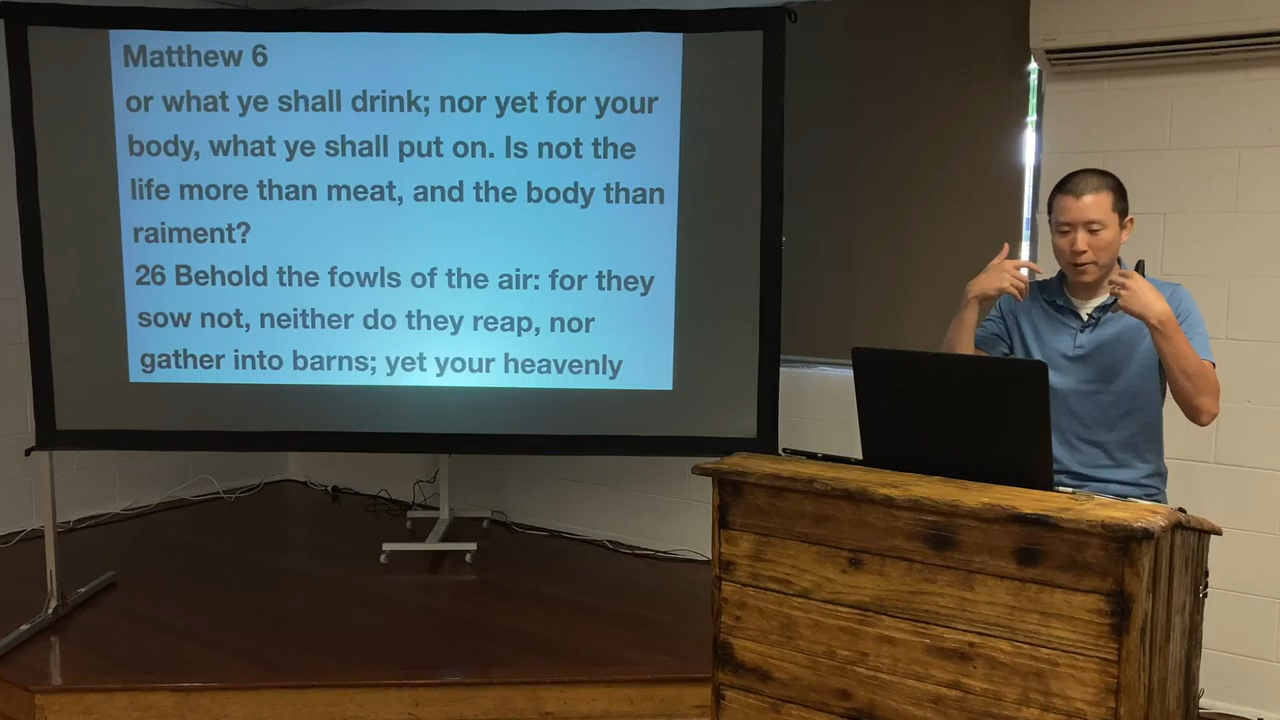 Matthew 6
or what ye shall drink; nor yet for your
body, what ye shall put on. Is not the
life more than meat, and the body than
raiment?
26 Behold the fowls of the air: for they
sow not, neither do they reap, nor
gather into barns; yet your heavenly